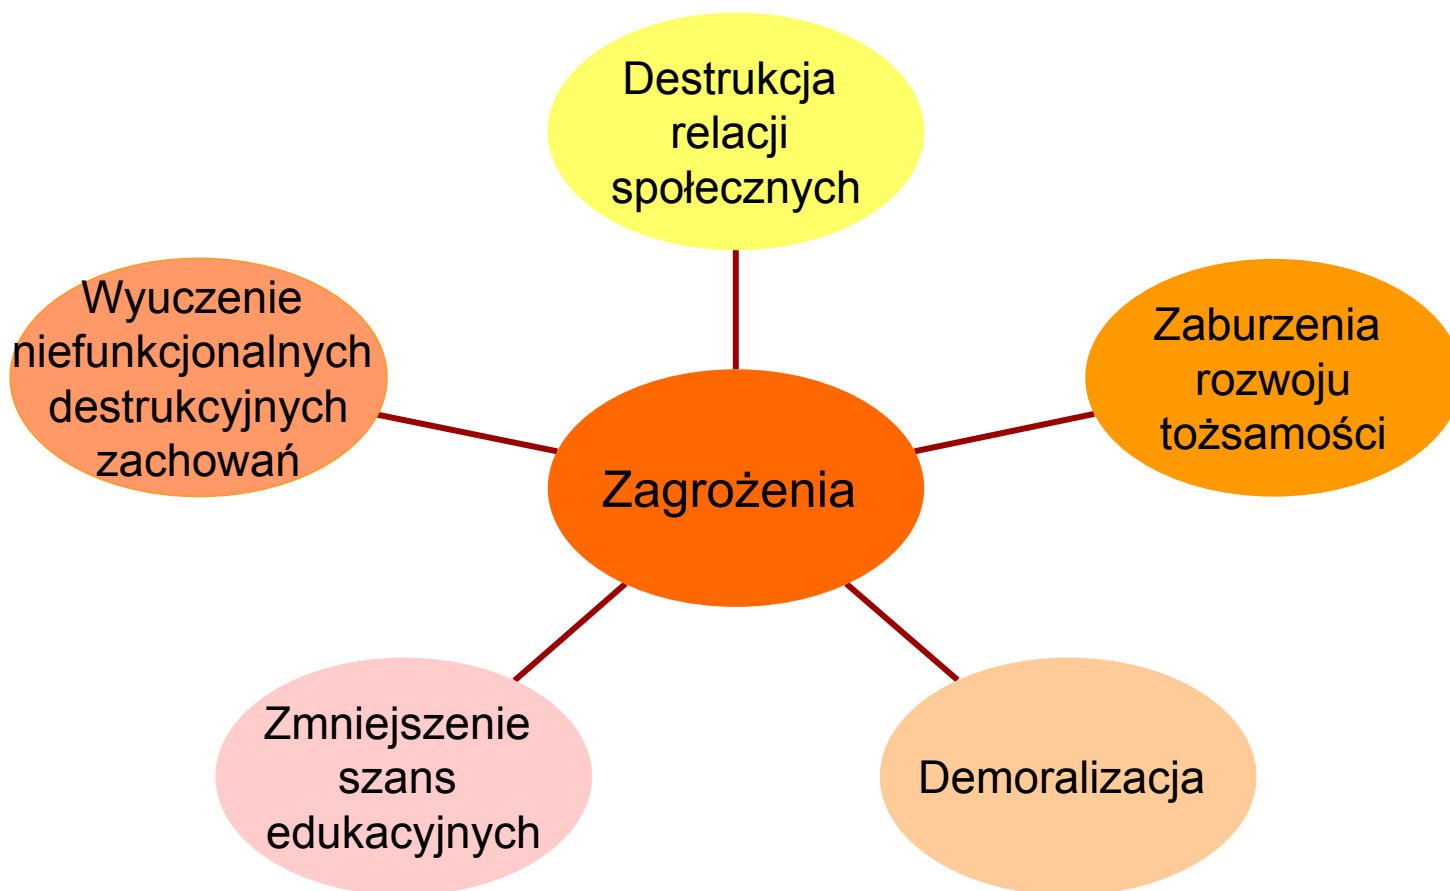 Destrukcja
relacji
społecznych
Wyuczenie
niefunkcjonalnych
destrukcyjnych
zachowań
Zaburzenia
rozwoju
tożsamości
Zagrożenia
Zmniejszenie
szans
edukacyjnych
Demoralizacja